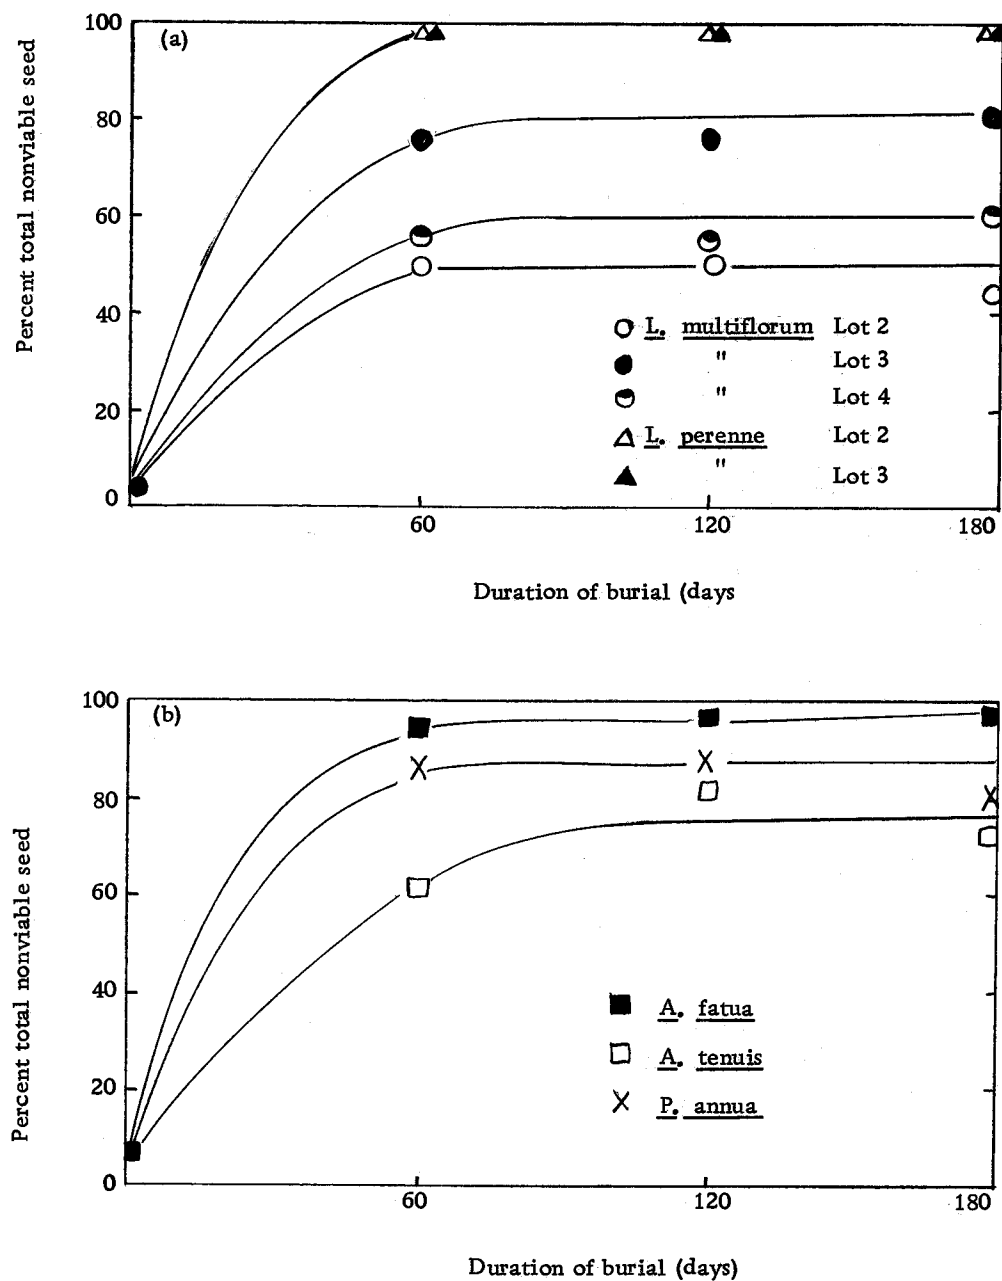 Percent total nonviable seed
100
80
60
40
20
0
(a)
L. multiflorum Lot 2
" Lot 3
" Lot 4
L. perenne Lot 2
" Lot 3
60 120 180
Duration of burial (days
Percent total nonviable seed
100
80
60
40
20
0
(b)
A. fatua
A. tenuis
P. annua
60 120 180
Duration of burial (days)